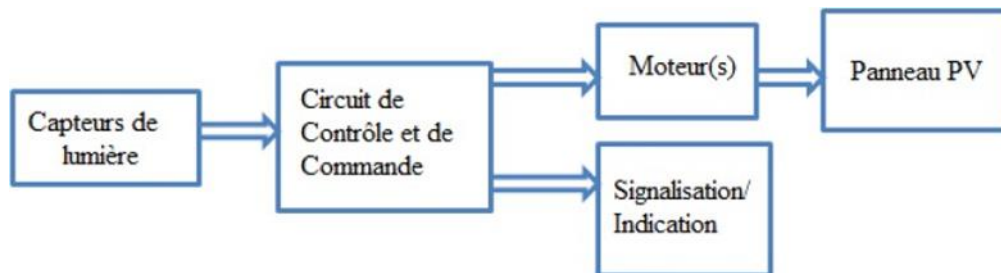 Capteurs de
lumière
Circuit de
Contrôle et de
Commande
Moteur(s)
Panneau PV
Signalisation/
Indication